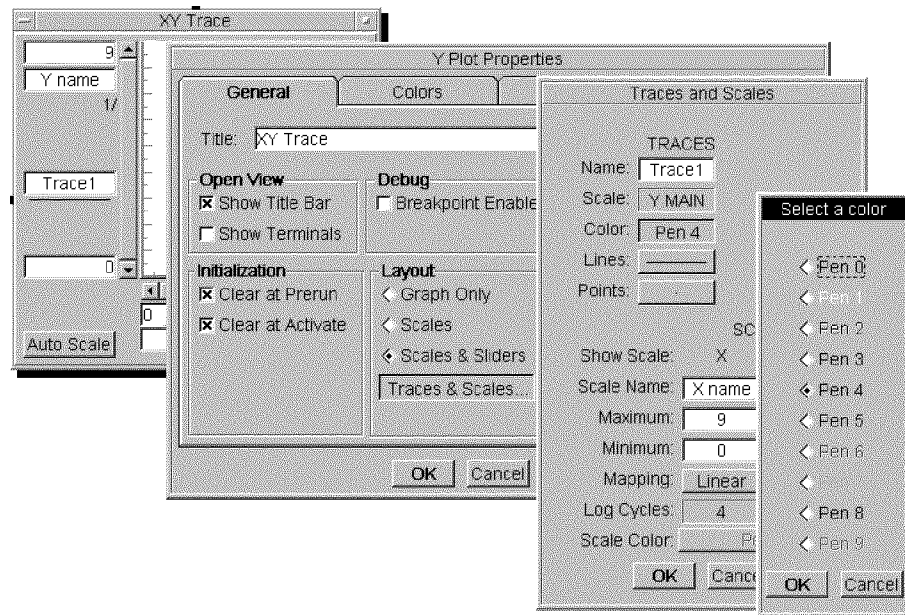 XY Trace
9
Y name
1/
Trace1
0
0
Auto Scale
Y Plot Properties
General
Colors
Title: XY Trace
Open View
Show Title Bar
Show Terminals
Debug
Breakpoint Enable
Initialization
Clear at Prerun
Clear at Activate
Layout
Graph Only
Scales
Scales & Sliders
Traces & Scales...
OK Cancel
Traces and Scales
TRACES
Name: Trace1
Scale: Y MAIN
Color: Pen 4
Lines:
Points:
SC
Show Scale: X
Scale Name: X name
Maximum: 9
Minimum: 0
Mapping: Linear
Log Cycles: 4
Scale Color:
OK Cance
Select a color
Pen 0
Pen 1
Pen 2
Pen 3
Pen 4
Pen 5
Pen 6
Pen 8
Pen 9
OK Cancel